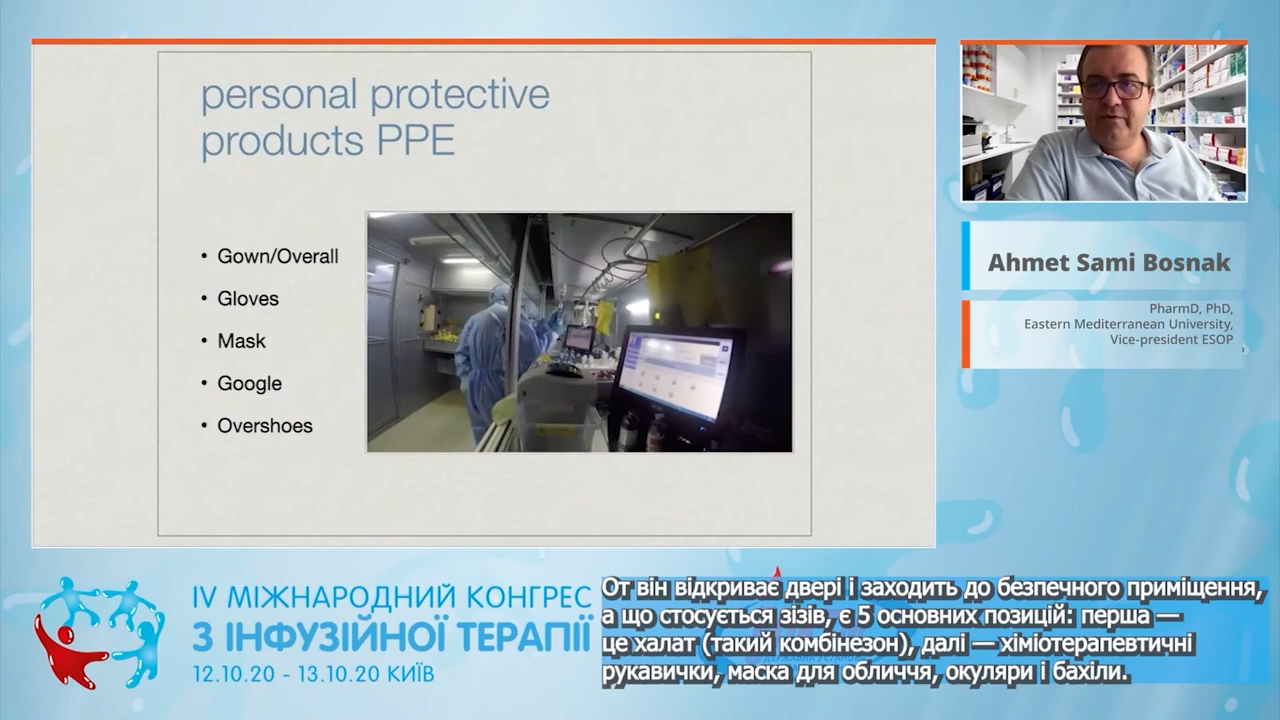 personal protective
products PPE
• Gown/Overall
• Gloves
• Mask
• Google
• Overshoes
Ahmet Sami Bosnak
PharmD, PhD,
Eastern Mediterranean University,
Vice-president ESOP
IV МІЖНАРОДНИЙ КОНГРЕС
З ІНФУЗІЙНОЇ ТЕРАПІЇ
12.10.20 - 13.10.20 КИЇВ
От він відкриває двері і заходить до безпечного приміщення,
а що стосується зізів, є 5 основних позицій: перша —
це халат (такий комбінезон), далі — хіміотерапевтичні
рукавички, маска для обличчя, окуляри і бахіли.